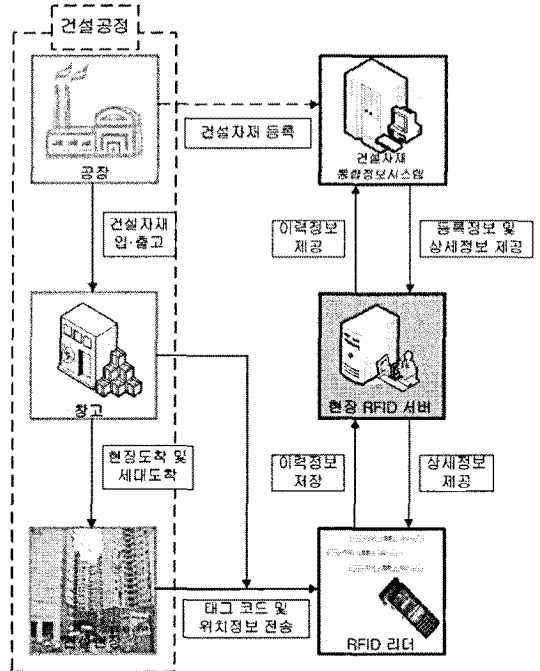 건설공정
공장
건설자재 등록
건설자재
통합정보시스템
건설자재
입·출고
이력정보
제공
등록정보 및
상세정보 제공
창고
현장 RFID 서버
현장도착 및
세대도착
이력정보
저장
상세정보
제공
건설현장
태그 코드 및
위치정보 전송
RFID 리더